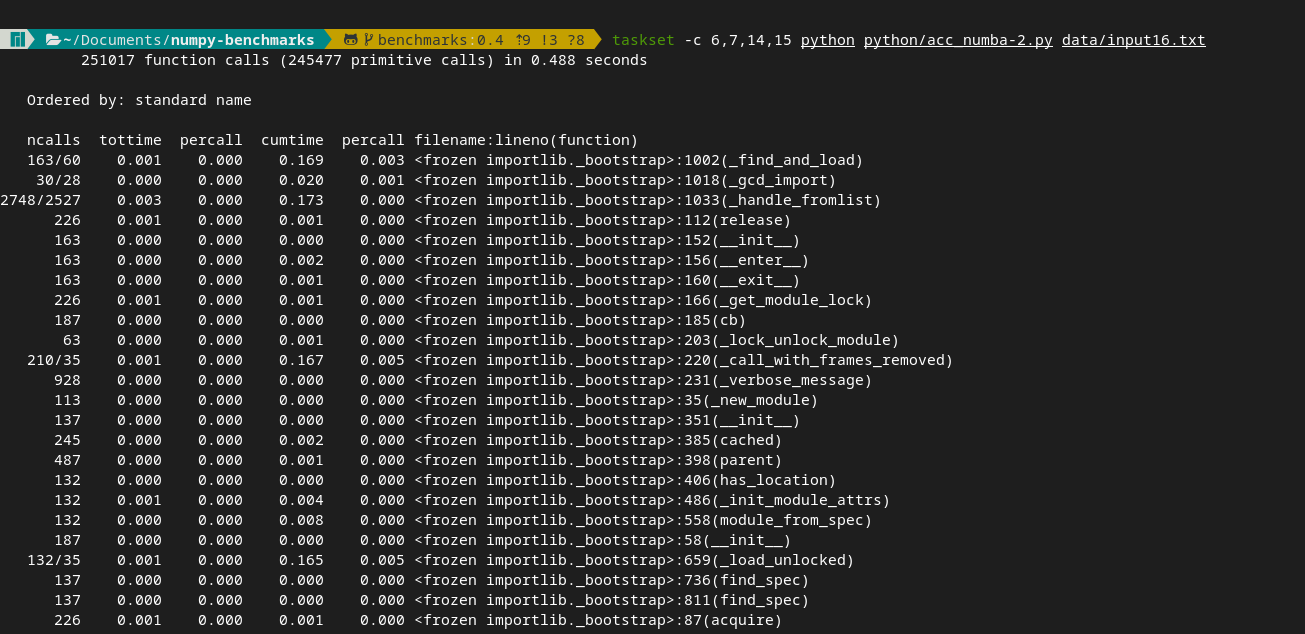 ~/Documents/numpy-benchmarks benchmarks:0.4 ⇡9 !3 ?8 taskset -c 6,7,14,15 python python/acc_numba-2.py data/input16.txt
251017 function calls (245477 primitive calls) in 0.488 seconds
Ordered by: standard name
ncalls tottime percall cumtime percall filename:lineno(function)
163/60 0.001 0.000 0.169 0.003 <frozen importlib._bootstrap>:1002(_find_and_load)
30/28 0.000 0.000 0.020 0.001 <frozen importlib._bootstrap>:1018(_gcd_import)
2748/2527 0.003 0.000 0.173 0.000 <frozen importlib._bootstrap>:1033(_handle_fromlist)
226 0.001 0.000 0.001 0.000 <frozen importlib._bootstrap>:112(release)
163 0.000 0.000 0.000 0.000 <frozen importlib._bootstrap>:152(__init__)
163 0.000 0.000 0.002 0.000 <frozen importlib._bootstrap>:156(__enter__)
163 0.000 0.000 0.001 0.000 <frozen importlib._bootstrap>:160(__exit__)
226 0.001 0.000 0.001 0.000 <frozen importlib._bootstrap>:166(_get_module_lock)
187 0.000 0.000 0.000 0.000 <frozen importlib._bootstrap>:185(cb)
63 0.000 0.000 0.001 0.000 <frozen importlib._bootstrap>:203(_lock_unlock_module)
210/35 0.001 0.000 0.167 0.005 <frozen importlib._bootstrap>:220(_call_with_frames_removed)
928 0.000 0.000 0.000 0.000 <frozen importlib._bootstrap>:231(_verbose_message)
113 0.000 0.000 0.000 0.000 <frozen importlib._bootstrap>:35(_new_module)
137 0.000 0.000 0.000 0.000 <frozen importlib._bootstrap>:351(__init__)
245 0.000 0.000 0.002 0.000 <frozen importlib._bootstrap>:385(cached)
487 0.000 0.000 0.001 0.000 <frozen importlib._bootstrap>:398(parent)
132 0.000 0.000 0.000 0.000 <frozen importlib._bootstrap>:406(has_location)
132 0.001 0.000 0.004 0.000 <frozen importlib._bootstrap>:486(_init_module_attrs)
132 0.000 0.000 0.008 0.000 <frozen importlib._bootstrap>:558(module_from_spec)
187 0.000 0.000 0.000 0.000 <frozen importlib._bootstrap>:58(__init__)
132/35 0.001 0.000 0.165 0.005 <frozen importlib._bootstrap>:659(_load_unlocked)
137 0.000 0.000 0.000 0.000 <frozen importlib._bootstrap>:736(find_spec)
137 0.000 0.000 0.000 0.000 <frozen importlib._bootstrap>:811(find_spec)
226 0.001 0.000 0.001 0.000 <frozen importlib._bootstrap>:87(acquire)